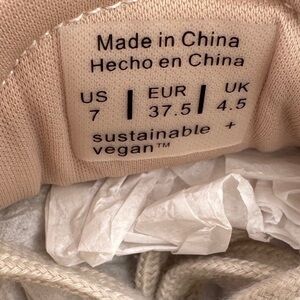 Made in China
Hecho en China
US | EUR | UK
7 | 37.5 | 4.5
sustainable +
vegan™